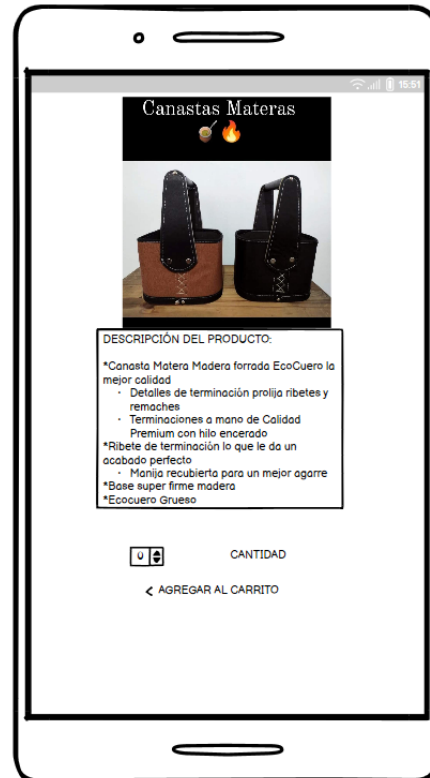 15:51
Canastas Materas
DESCRIPCIÓN DEL PRODUCTO:
*Canasta Matera Madera forrada EcoCuero la
mejor calidad
· Detalles de terminación prolija ribetes y
remaches
· Terminaciones a mano de Calidad
Premium con hilo encerado
*Ribete de terminación lo que le da un
acabado perfecto
· Manija recubierta para un mejor agarre
*Base super firme madera
*Ecocuero Grueso
0 CANTIDAD
< AGREGAR AL CARRITO